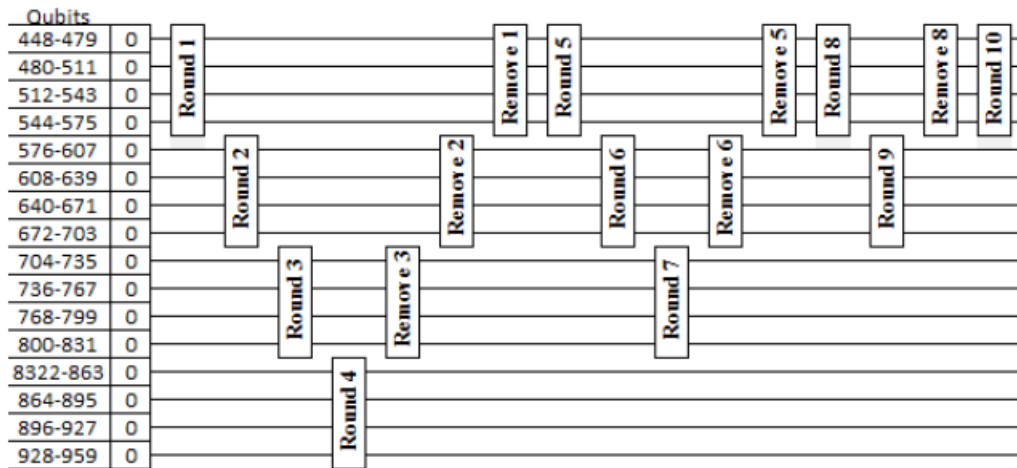 Qubits
448-479 0
480-511 0
512-543 0
544-575 0
576-607 0
608-639 0
640-671 0
672-703 0
704-735 0
736-767 0
768-799 0
800-831 0
8322-863 0
864-895 0
896-927 0
928-959 0
Round 1
Round 2
Round 3
Round 4
Remove 3
Remove 2
Remove 1
Round 5
Round 6
Round 7
Remove 6
Remove 5
Round 8
Round 9
Remove 8
Round 10